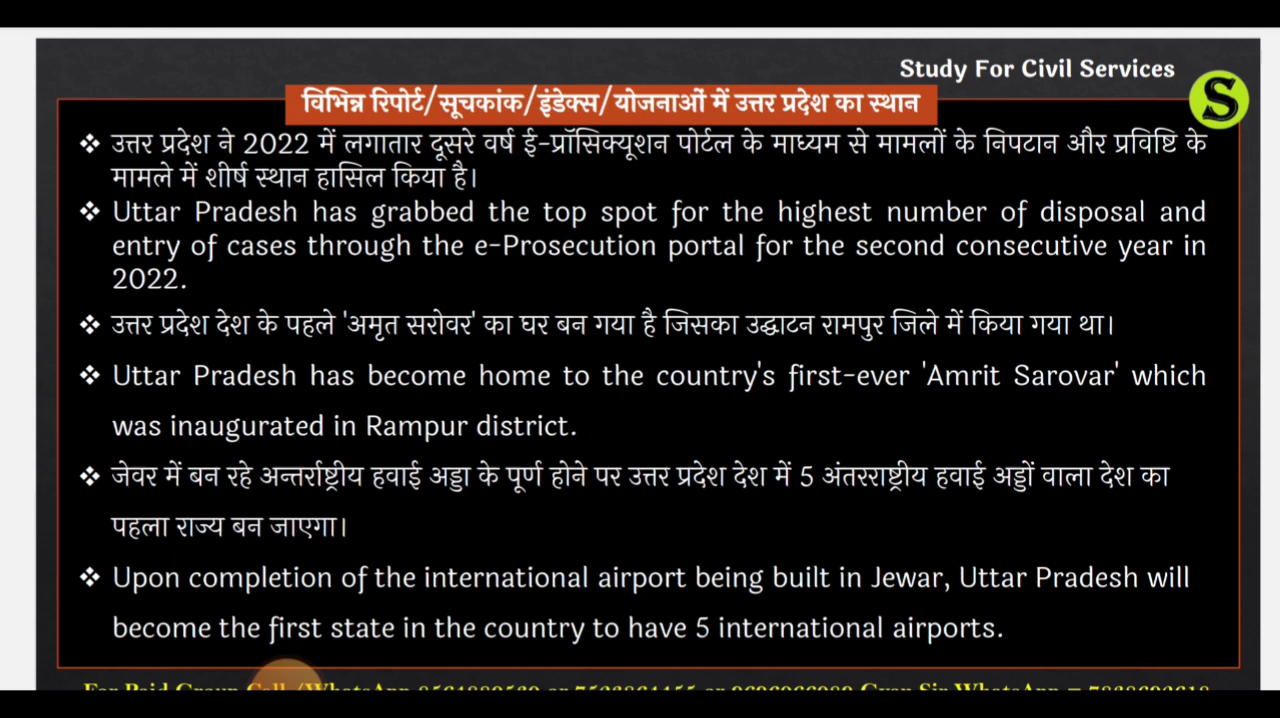 Study For Civil Services
विभिन्न रिपोर्ट/सूचकांक/इंडेक्स/योजनाओं में उत्तर प्रदेश का स्थान
S
❖ उत्तर प्रदेश ने 2022 में लगातार दूसरे वर्ष ई-प्रॉसिक्यूशन पोर्टल के माध्यम से मामलों के निपटान और प्रविष्टि के
मामले में शीर्ष स्थान हासिल किया है।
❖ Uttar Pradesh has grabbed the top spot for the highest number of disposal and
entry of cases through the e-Prosecution portal for the second consecutive year in
2022.
❖ उत्तर प्रदेश देश के पहले 'अमृत सरोवर' का घर बन गया है जिसका उद्घाटन रामपुर जिले में किया गया था।
❖ Uttar Pradesh has become home to the country's first-ever 'Amrit Sarovar' which
was inaugurated in Rampur district.
❖ जेवर में बन रहे अन्तर्राष्ट्रीय हवाई अड्डा के पूर्ण होने पर उत्तर प्रदेश देश में 5 अंतरराष्ट्रीय हवाई अड्डों वाला देश का
पहला राज्य बन जाएगा।
❖ Upon completion of the international airport being built in Jewar, Uttar Pradesh will
become the first state in the country to have 5 international airports.
For Paid Group Call /WhatsApp